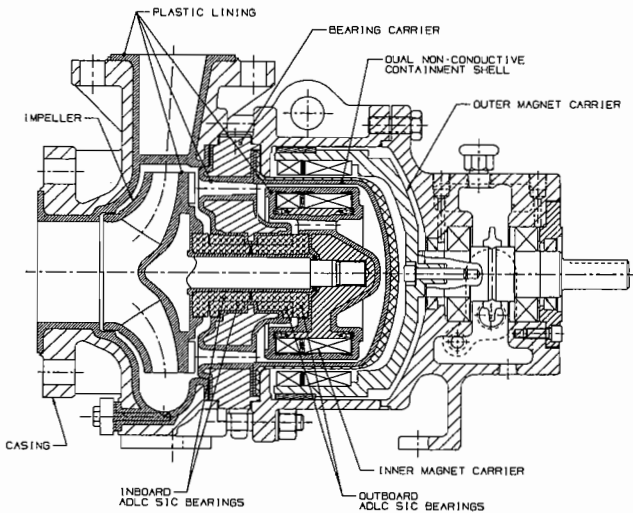 PLASTIC LINING
BEARING CARRIER
DUAL NON-CONDUCTIVE
CONTAINMENT SHELL
OUTER MAGNET CARRIER
IMPELLER
CASING
INNER MAGNET CARRIER
INBOARD
ADLC SIC BEARINGS
OUTBOARD
ADLC SIC BEARINGS